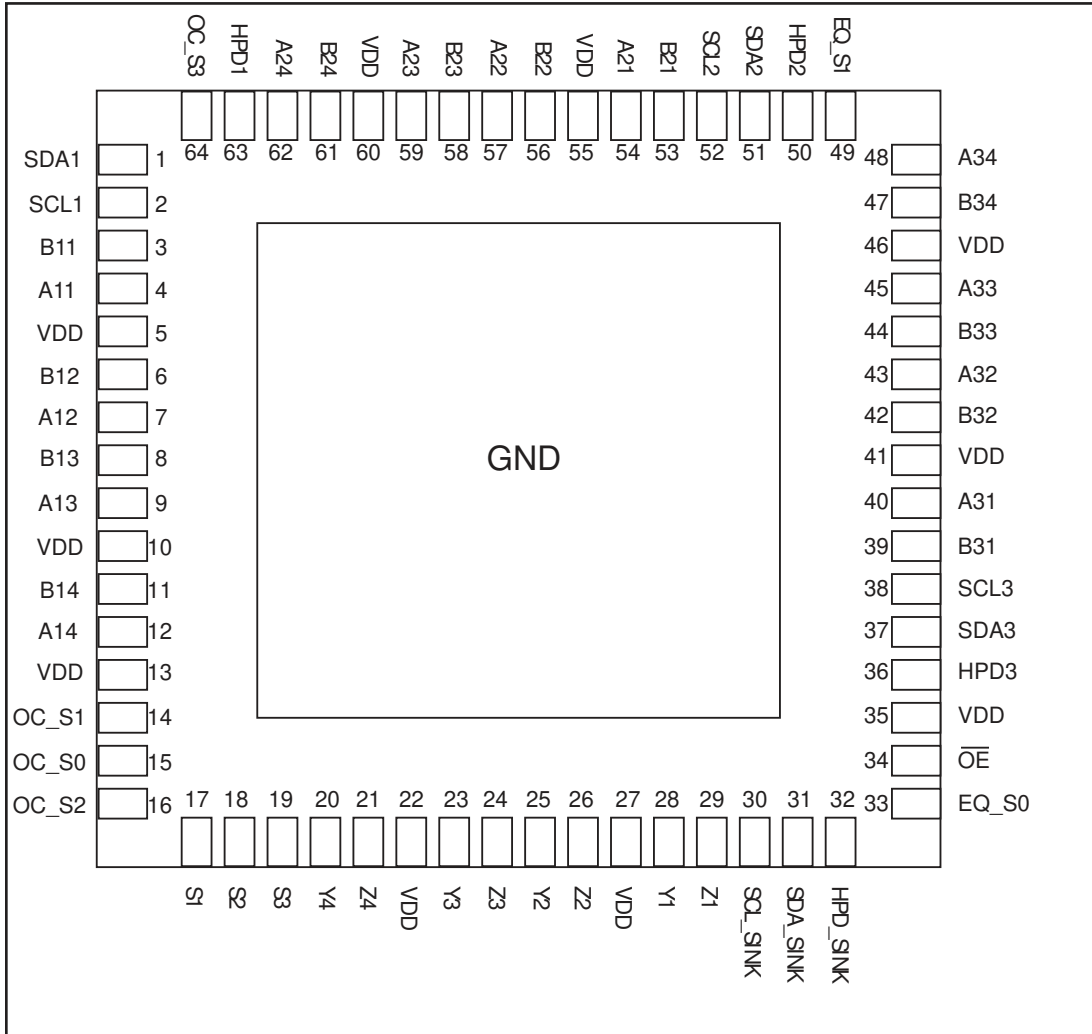 OC_S3 HPD1 A24 B24 VDD A23 B23 A22 B22 VDD A21 B21 SCL2 SDA2 HPD2 EQ_S1
64 63 62 61 60 59 58 57 56 55 54 53 52 51 50 49
SDA1 1 48 A34
SCL1 2 47 B34
B11 3 46 VDD
A11 4 45 A33
VDD 5 44 B33
B12 6 43 A32
A12 7 42 B32
B13 8 GND 41 VDD
A13 9 40 A31
VDD 10 39 B31
B14 11 38 SCL3
A14 12 37 SDA3
VDD 13 36 HPD3
OC_S1 14 35 VDD
OC_S0 15 34 O̅E̅
OC_S2 16 33 EQ_S0
17 18 19 20 21 22 23 24 25 26 27 28 29 30 31 32
S1 S2 S3 Y4 Z4 VDD Y3 Z3 Y2 Z2 VDD Y1 Z1 SCL_SINK SDA_SINK HPD_SINK